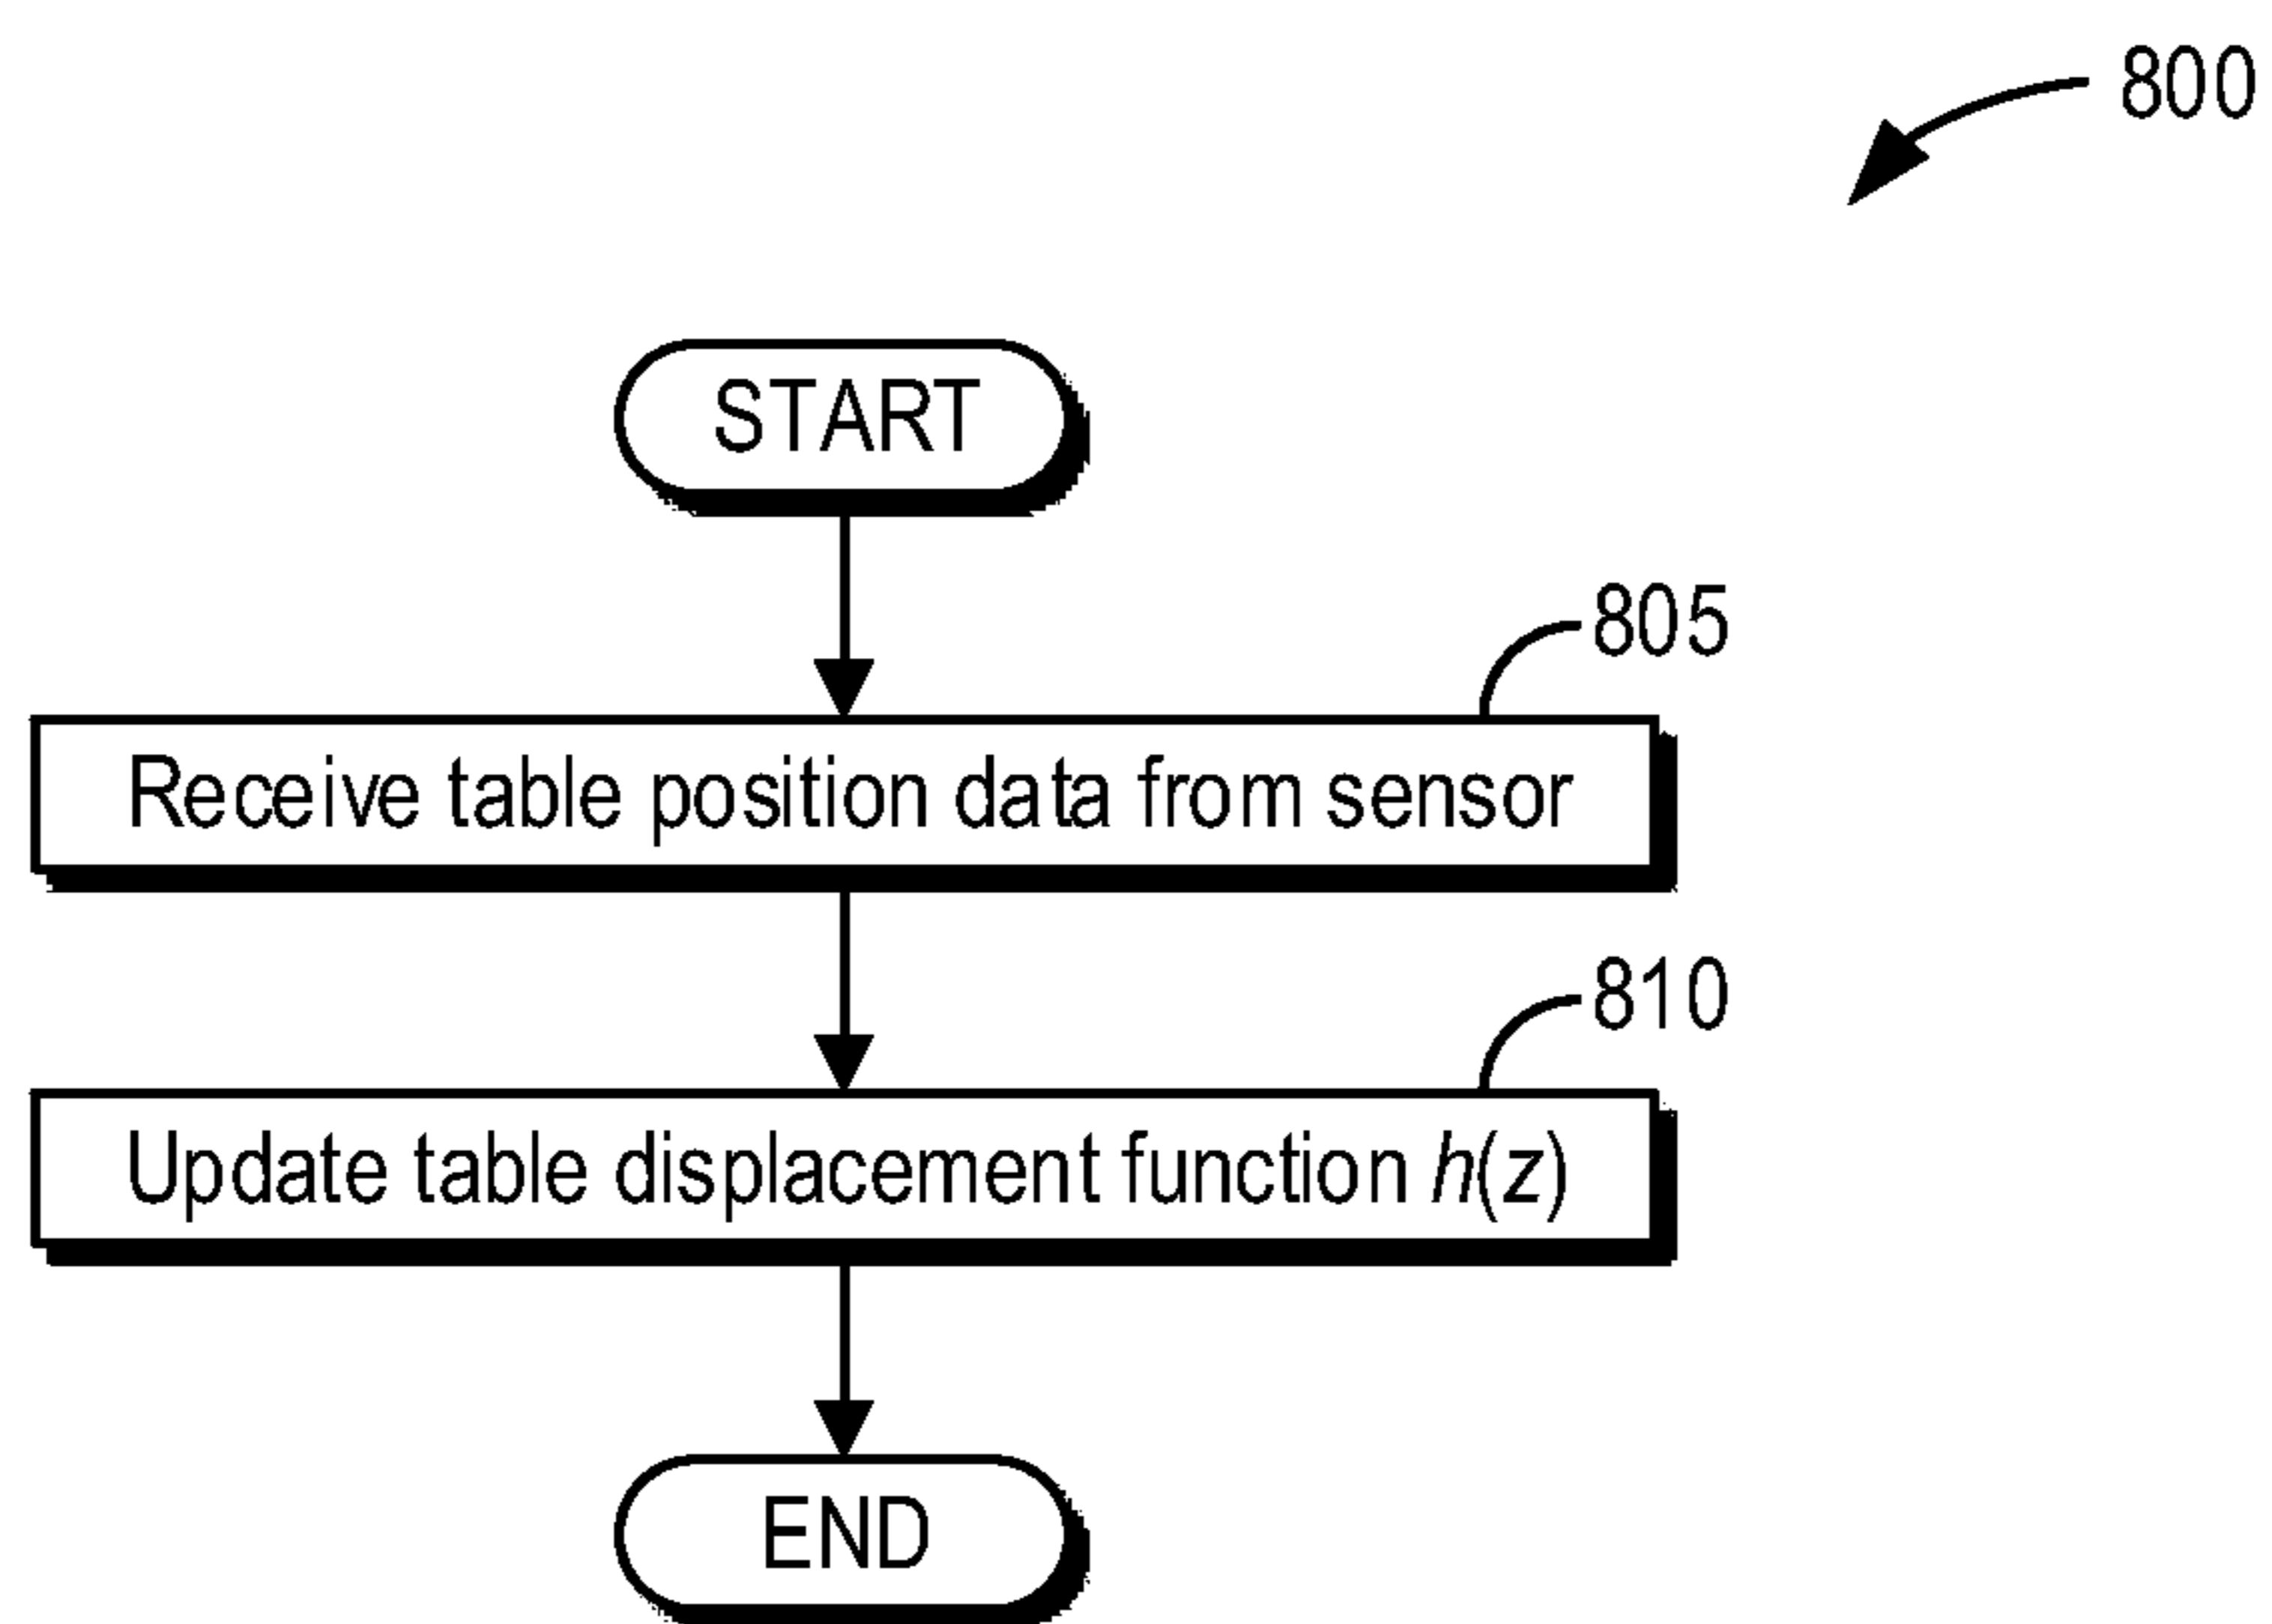 800
START
805
Receive table position data from sensor
810
Update table displacement function h(z)
END